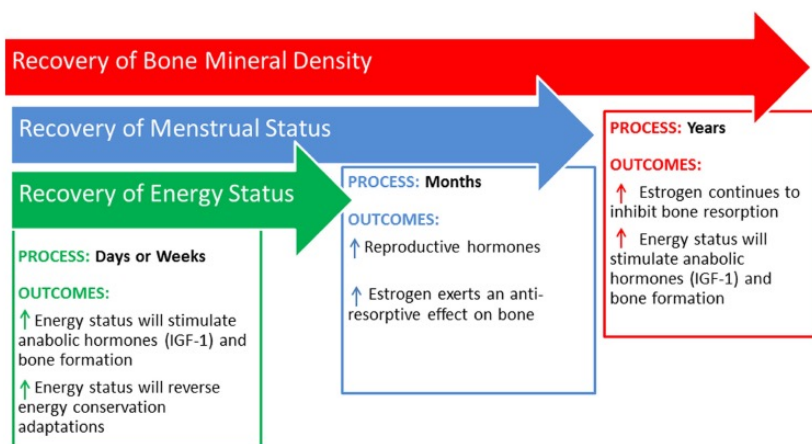 Recovery of Bone Mineral Density
Recovery of Menstrual Status
Recovery of Energy Status
PROCESS: Days or Weeks
OUTCOMES:
↑ Energy status will stimulate
anabolic hormones (IGF-1) and
bone formation
↑ Energy status will reverse
energy conservation
adaptations
PROCESS: Months
OUTCOMES:
↑ Reproductive hormones
↑ Estrogen exerts an anti-
resorptive effect on bone
PROCESS: Years
OUTCOMES:
↑ Estrogen continues to
inhibit bone resorption
↑ Energy status will
stimulate anabolic
hormones (IGF-1) and
bone formation